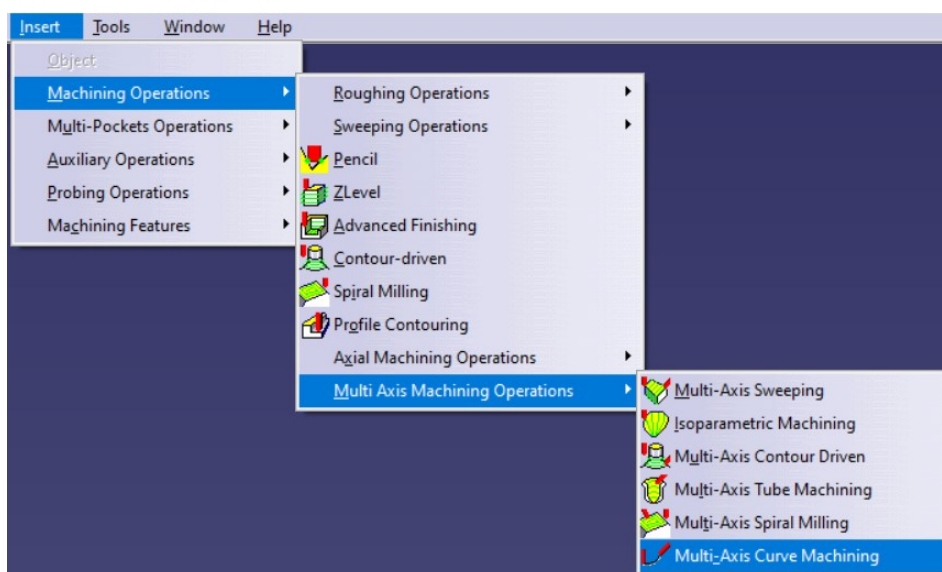 Insert Tools Window Help
Object
Machining Operations
Multi-Pockets Operations
Auxiliary Operations
Probing Operations
Machining Features
Roughing Operations
Sweeping Operations
Pencil
ZLevel
Advanced Finishing
Contour-driven
Spiral Milling
Profile Contouring
Axial Machining Operations
Multi Axis Machining Operations
Multi-Axis Sweeping
Isoparametric Machining
Multi-Axis Contour Driven
Multi-Axis Tube Machining
Multi-Axis Spiral Milling
Multi-Axis Curve Machining